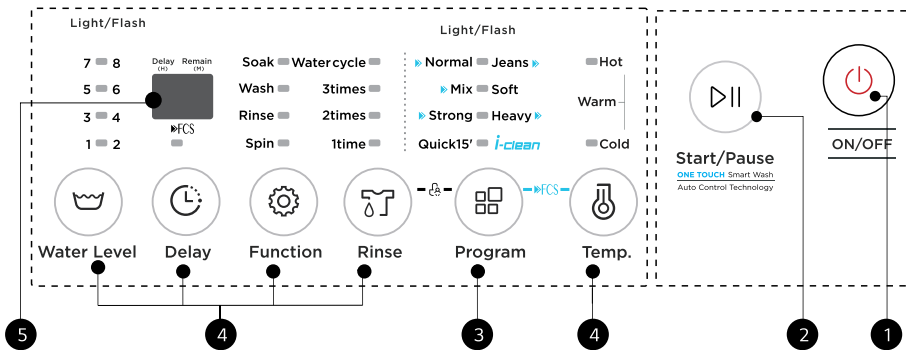 Light/Flash
7 8
5 6
3 4
1 2
Delay (H) Remain (M)
FCS
Soak Water cycle
Wash 3times
Rinse 2times
Spin 1time
Light/Flash
Normal Jeans
Mix Soft
Strong Heavy
Quick15' i-clean
Hot
Warm
Cold
FCS
Water Level
Delay
Function
Rinse
Program
Temp.
Start/Pause
ONE TOUCH Smart Wash
Auto Control Technology
ON/OFF
5
4
3
4
2
1